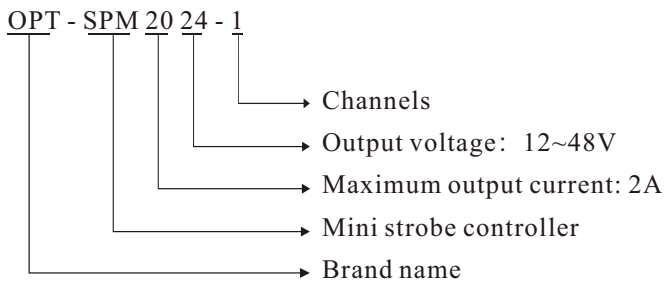 OPT - SPM 20 24 - 1
Channels
Output voltage: 12~48V
Maximum output current: 2A
Mini strobe controller
Brand name